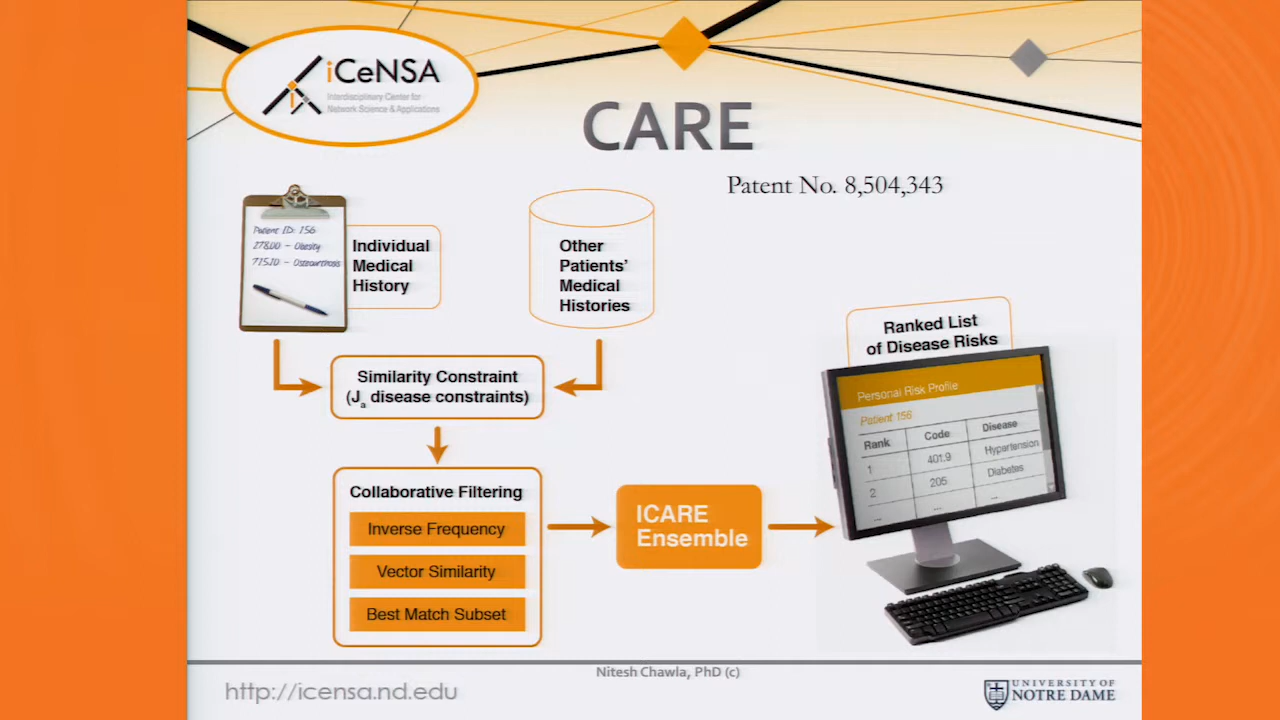 iCeNSA
Interdisciplinary Center for
Network Science & Applications
CARE
Patent No. 8,504,343
Patient ID: 156
278.00 - Obesity
715.10 - Osteoarthrosis
Individual
Medical
History
Other
Patients'
Medical
Histories
Similarity Constraint
(Ja disease constraints)
Collaborative Filtering
Inverse Frequency
Vector Similarity
Best Match Subset
ICARE
Ensemble
Ranked List
of Disease Risks
Personal Risk Profile
Patient 156
Rank Code Disease
1 401.9 Hypertension
2 205 Diabetes
... ... ...
Nitesh Chawla, PhD (c)
http://icensa.nd.edu
UNIVERSITY OF
NOTRE DAME